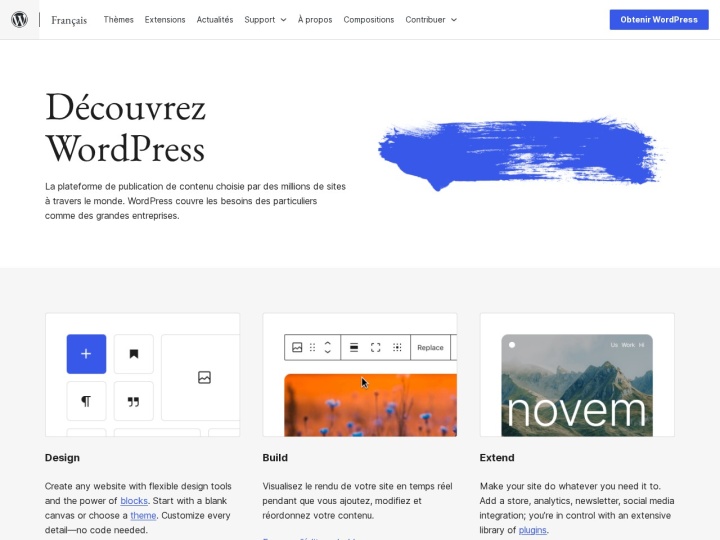 Français
Thèmes
Extensions
Actualités
Support
À propos
Compositions
Contribuer
Obtenir WordPress
Découvrez
WordPress
La plateforme de publication de contenu choisie par des millions de sites
à travers le monde. WordPress couvre les besoins des particuliers
comme des grandes entreprises.
Replace
Us Work Hi
novem
Design
Create any website with flexible design tools
and the power of blocks. Start with a blank
canvas or choose a theme. Customize every
detail—no code needed.
Build
Visualisez le rendu de votre site en temps réel
pendant que vous ajoutez, modifiez et
réordonnez votre contenu.
Extend
Make your site do whatever you need it to.
Add a store, analytics, newsletter, social media
integration; you're in control with an extensive
library of plugins.